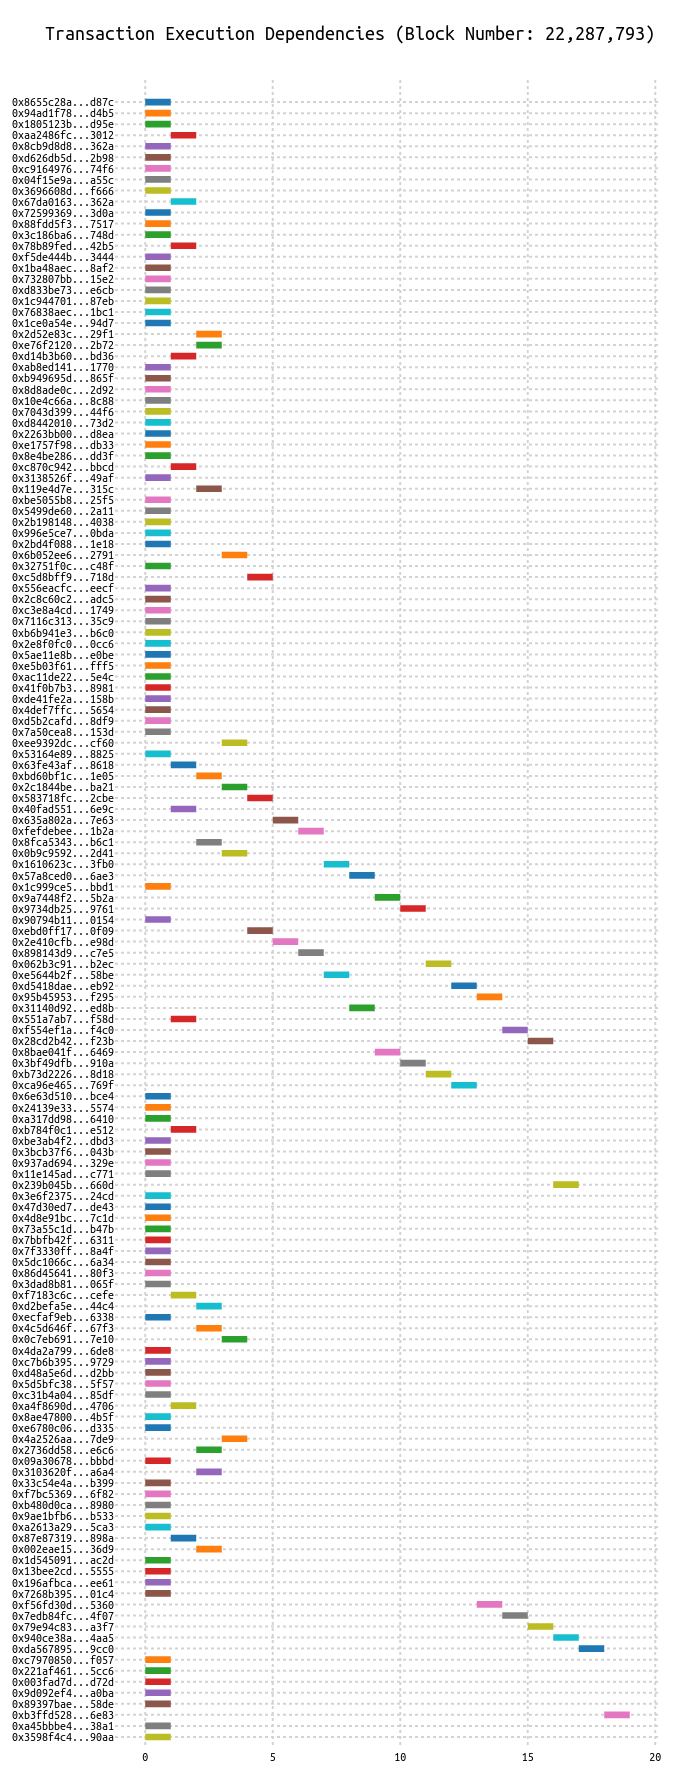 Transaction Execution Dependencies (Block Number: 22,287,793)
0x8655c28a...d87c
0x94ad1f78...d4b5
0x1805123b...d95e
0xaa2486fc...3012
0x8cb9d8d8...362a
0xd626db5d...2b98
0xc9164976...74f6
0x04f15e9a...a55c
0x3696608d...f666
0x67da0163...362a
0x72599369...3d0a
0x88fdd5f3...7517
0x3c186ba6...748d
0x78b89fed...42b5
0xf5de444b...3444
0x1ba48aec...8af2
0x732807bb...15e2
0xd833be73...e6cb
0x1c944701...87eb
0x76838aec...1bc1
0x1ce0a54e...94d7
0x2d52e83c...29f1
0xe76f2120...2b72
0xd14b3b60...bd36
0xab8ed141...1770
0xb949695d...865f
0x8d8ade0c...2d92
0x10e4c66a...8c88
0x7043d399...44f6
0xd8442010...73d2
0x2263bb00...d8ea
0xe1757f98...db33
0x8e4be286...dd3f
0xc870c942...bbcd
0x3138526f...49af
0x119e4d7e...315c
0xbe5055b8...25f5
0x5499de60...2a11
0x2b198148...4038
0x996e5ce7...0bda
0x2bd4f088...1e18
0x6b052ee6...2791
0x32751f0c...c48f
0xc5d8bff9...718d
0x556eacfc...eecf
0x2c8c60c2...adc5
0xc3e8a4cd...1749
0x7116c313...35c9
0xb6b941e3...b6c0
0x2e8f0fc0...0cc6
0x5ae11e8b...e0be
0xe5b03f61...fff5
0xac11de22...5e4c
0x41f0b7b3...8981
0xde41fe2a...158b
0x4def7ffc...5654
0xd5b2cafd...8df9
0x7a50cea8...153d
0xee9392dc...cf60
0x53164e89...8825
0x63fe43af...8618
0xbd60bf1c...1e05
0x2c1844be...ba21
0x583718fc...2cbe
0x40fad551...6e9c
0x635a802a...7e63
0xfefdebee...1b2a
0x8fca5343...b6c1
0x0b9c9592...2d41
0x1610623c...3fb0
0x57a8ced0...6ae3
0x1c999ce5...bbd1
0x9a7448f2...5b2a
0x9734db25...9761
0x90794b11...0154
0xebd0ff17...0f09
0x2e410cfb...e98d
0x898143d9...c7e5
0x062b3c91...b2ec
0xe5644b2f...58be
0xd5418dae...eb92
0x95b45953...f295
0x31140d92...ed8b
0x551a7ab7...f58d
0xf554ef1a...f4c0
0x28cd2b42...f23b
0x8bae041f...6469
0x3bf49dfb...910a
0xb73d2226...8d18
0xca96e465...769f
0x6e63d510...bce4
0x24139e33...5574
0xa317dd98...6410
0xb784f0c1...e512
0xbe3ab4f2...dbd3
0x3bcb37f6...043b
0x937ad694...329e
0x11e145ad...c771
0x239b045b...660d
0x3e6f2375...24cd
0x47d30ed7...de43
0x4d8e91bc...7c1d
0x73a55c1d...b47b
0x7bbfb42f...6311
0x7f3330ff...8a4f
0x5dc1066c...6a34
0x86d45641...80f3
0x3dad8b81...065f
0xf7183c6c...cefe
0xd2befa5e...44c4
0xecfaf9eb...6338
0x4c5d646f...67f3
0x0c7eb691...7e10
0x4da2a799...6de8
0xc7b6b395...9729
0xd48a5e6d...d2bb
0x5d5bfc38...5f57
0xc31b4a04...85df
0xa4f8690d...4706
0x8ae47800...4b5f
0xe6780c06...d335
0x4a2526aa...7de9
0x2736dd58...e6c6
0x09a30678...bbbd
0x3103620f...a6a4
0x33c54e4a...b399
0xf7bc5369...6f82
0xb480d0ca...8980
0x9ae1bfb6...b533
0xa2613a29...5ca3
0x87e87319...898a
0x002eae15...36d9
0x1d545091...ac2d
0x13bee2cd...5555
0x196afbca...ee61
0x7268b395...01c4
0xf56fd30d...5360
0x7edb84fc...4f07
0x79e94c83...a3f7
0x940ce38a...4aa5
0xda567895...9cc0
0xc7970850...f057
0x221af461...5cc6
0x003fad7d...d72d
0x9d092ef4...a0ba
0x89397bae...58de
0xb3ffd528...6e83
0xa45bbbe4...38a1
0x3598f4c4...90aa
0 5 10 15 20